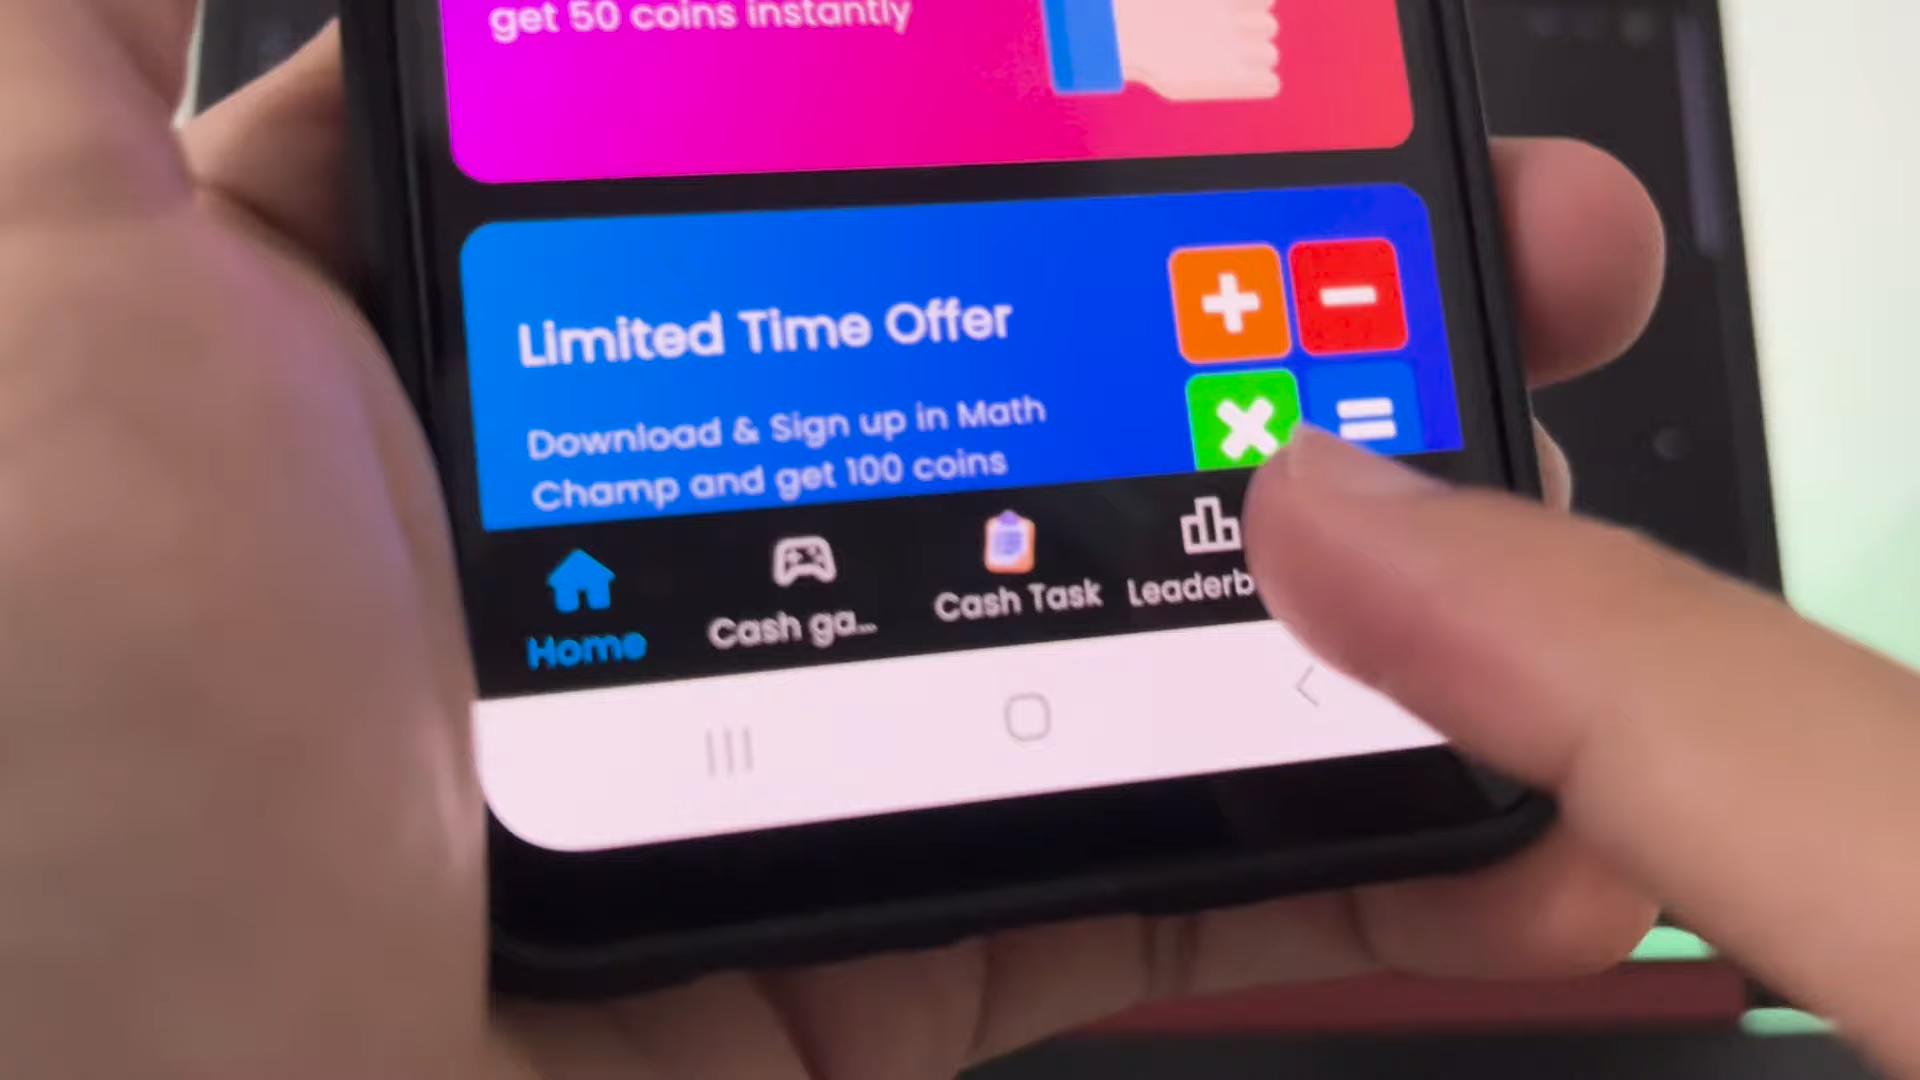 get 50 coins instantly
Limited Time Offer
Download & Sign up in Math
Champ and get 100 coins
Home
Cash ga...
Cash Task
Leaderb